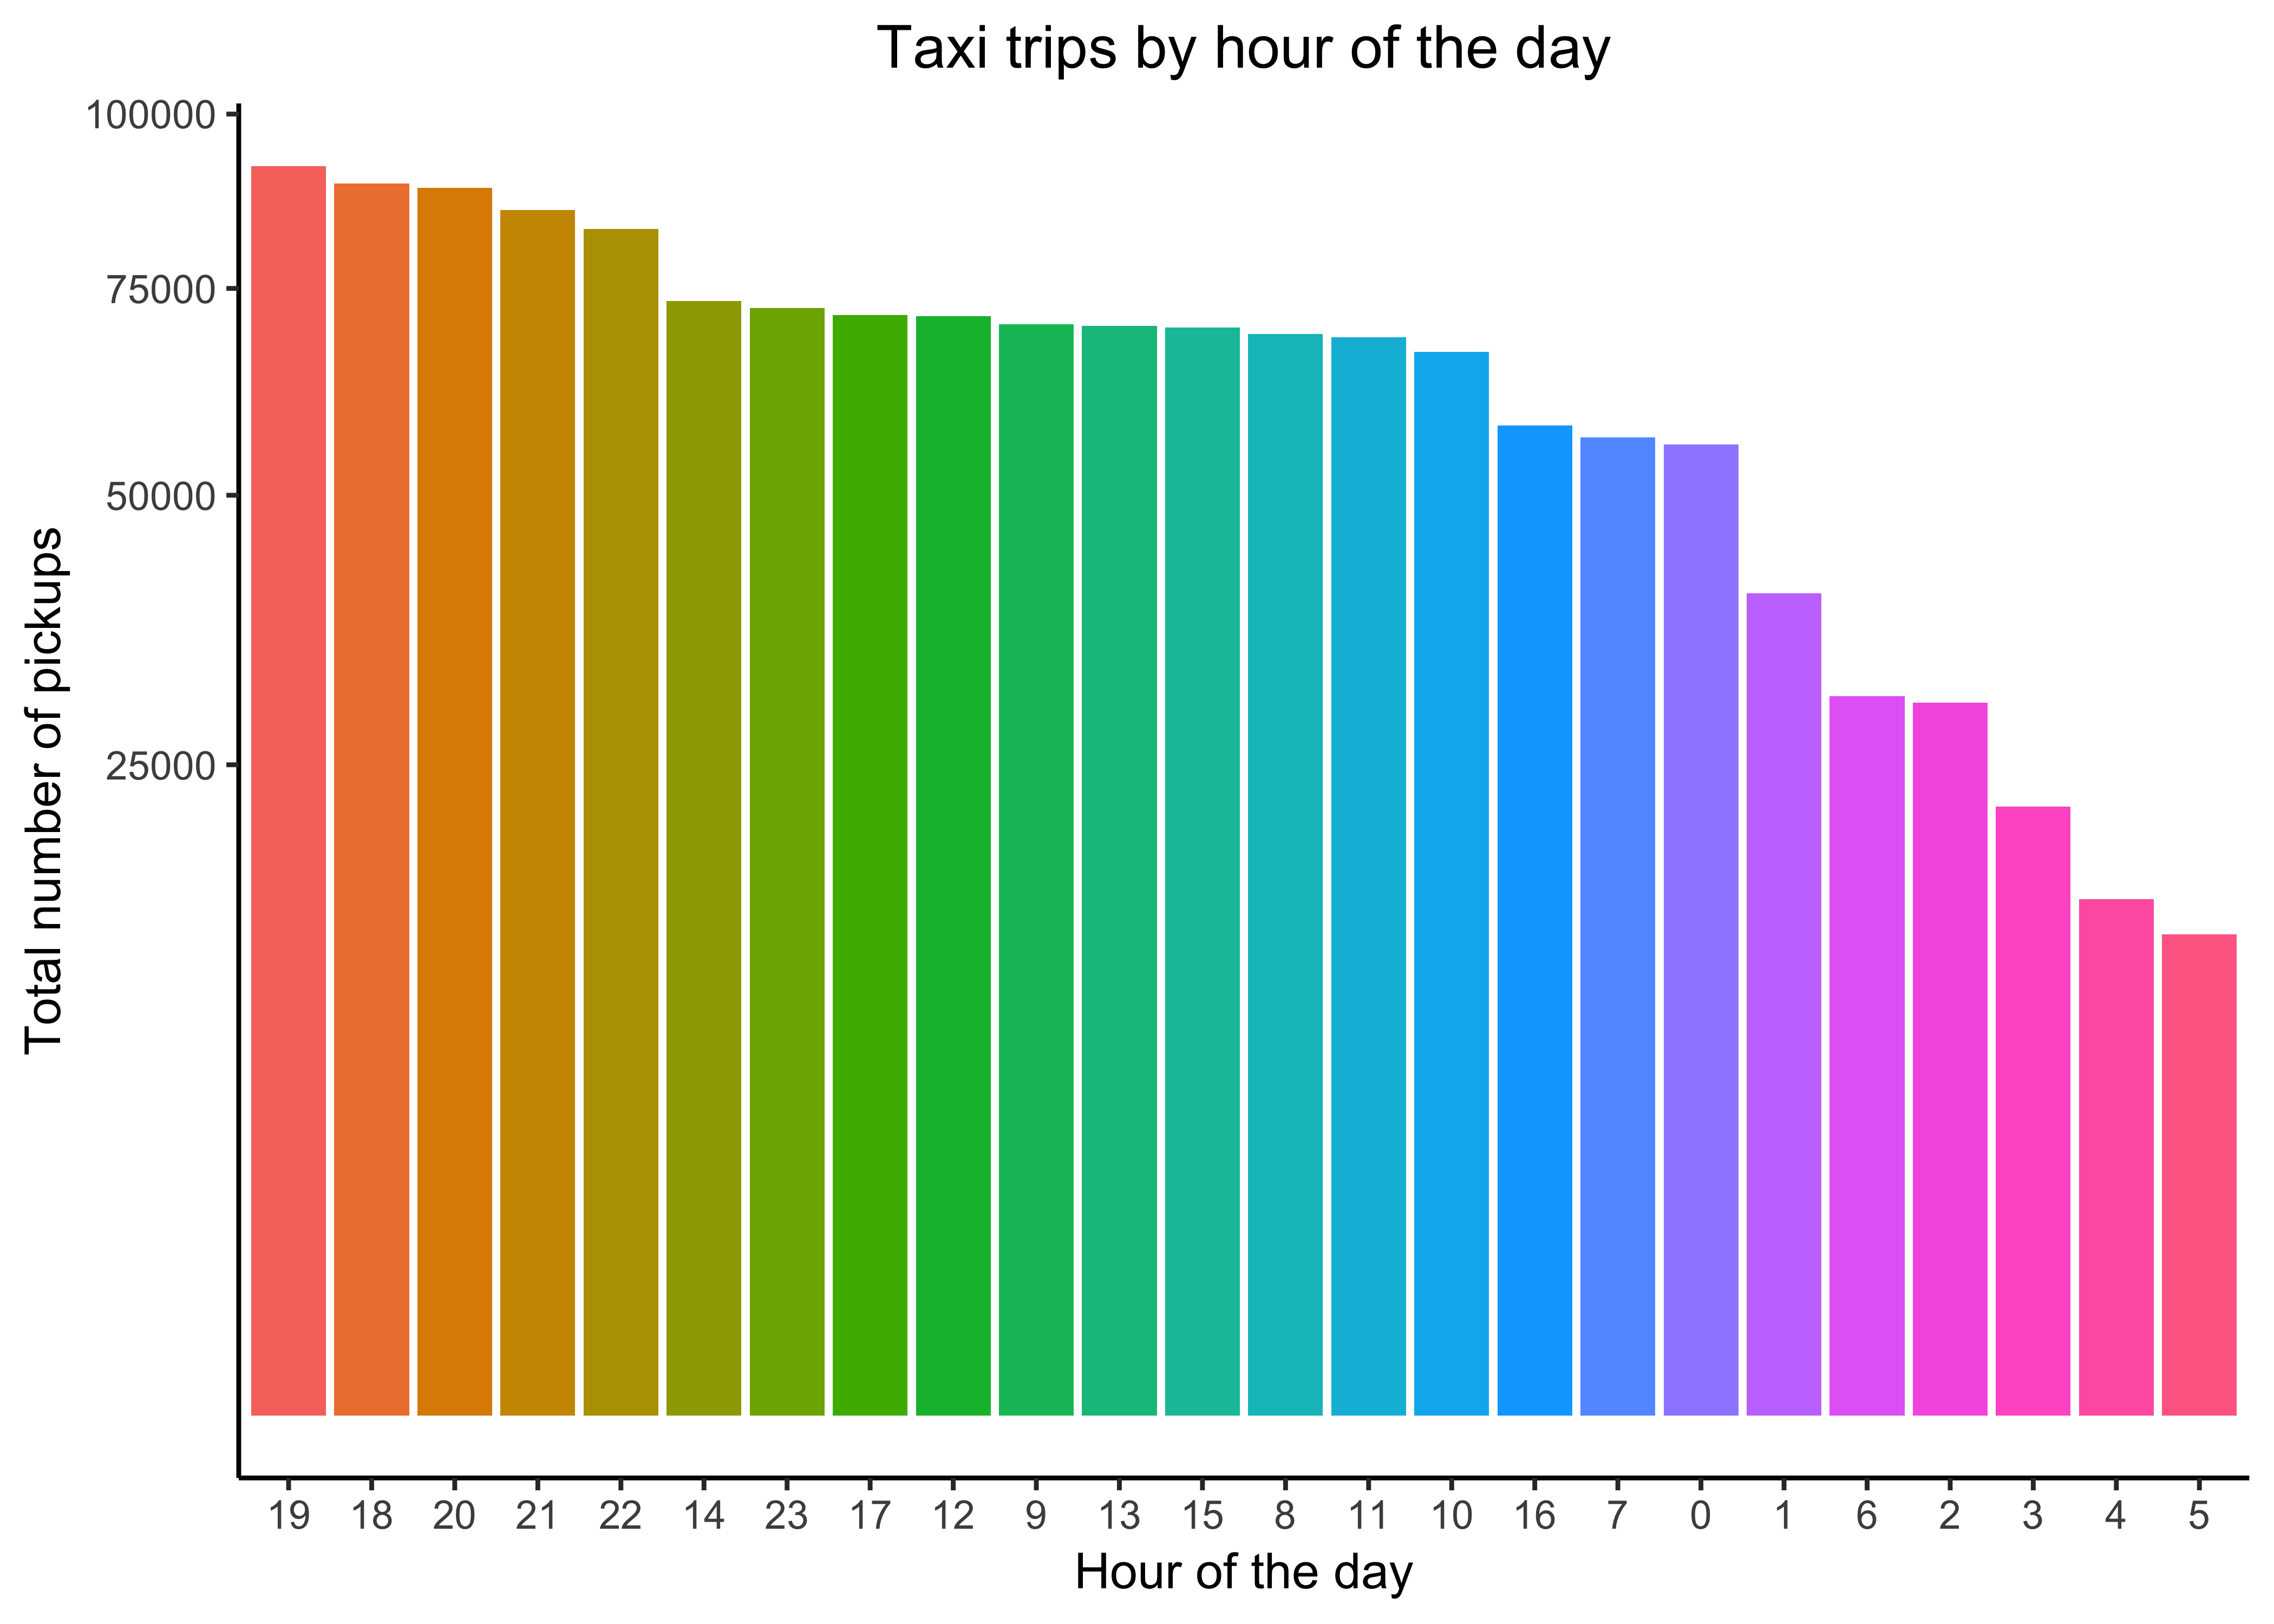 Taxi trips by hour of the day
100000
75000
50000
25000
Total number of pickups
19 18 20 21 22 14 23 17 12 9 13 15 8 11 10 16 7 0 1 6 2 3 4 5
Hour of the day